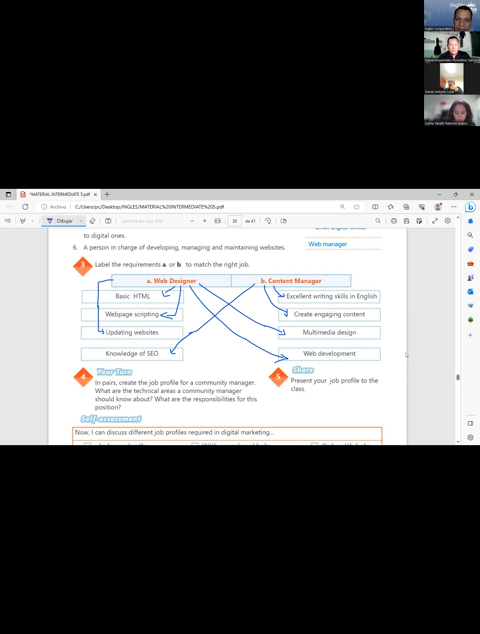 *MATERIAL INTERMEDIATE 5.pdf
Archivo
C:/Users/pc/Desktop/INGLES/MATERIAL%20INTERMEDIATE%205.pdf
Dibujar
Lectura en voz alta
de 41
to digital ones.
6. A person in charge of developing, managing and maintaining websites.
Web manager
3 Label the requirements a. or b. to match the right job.
a. Web Designer
b. Content Manager
Basic HTML
Excellent writing skills in English
Webpage scripting
Create engaging content
Updating websites
Multimedia design
Knowledge of SEO
Web development
4 Your Turn
In pairs, create the job profile for a community manager.
What are the technical areas a community manager
should know about? What are the responsibilities for this
position?
5 Share
Present your job profile to the
class.
Self-assessment
Now, I can discuss different job profiles required in digital marketing...